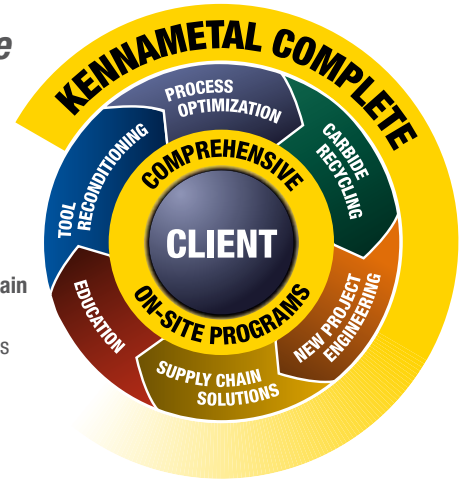 e
KENNAMETAL COMPLETE
PROCESS
OPTIMIZATION
CARBIDE
RECYCLING
NEW PROJECT
ENGINEERING
SUPPLY CHAIN
SOLUTIONS
EDUCATION
TOOL
RECONDITIONING
COMPREHENSIVE
ON-SITE PROGRAMS
CLIENT
ain
s